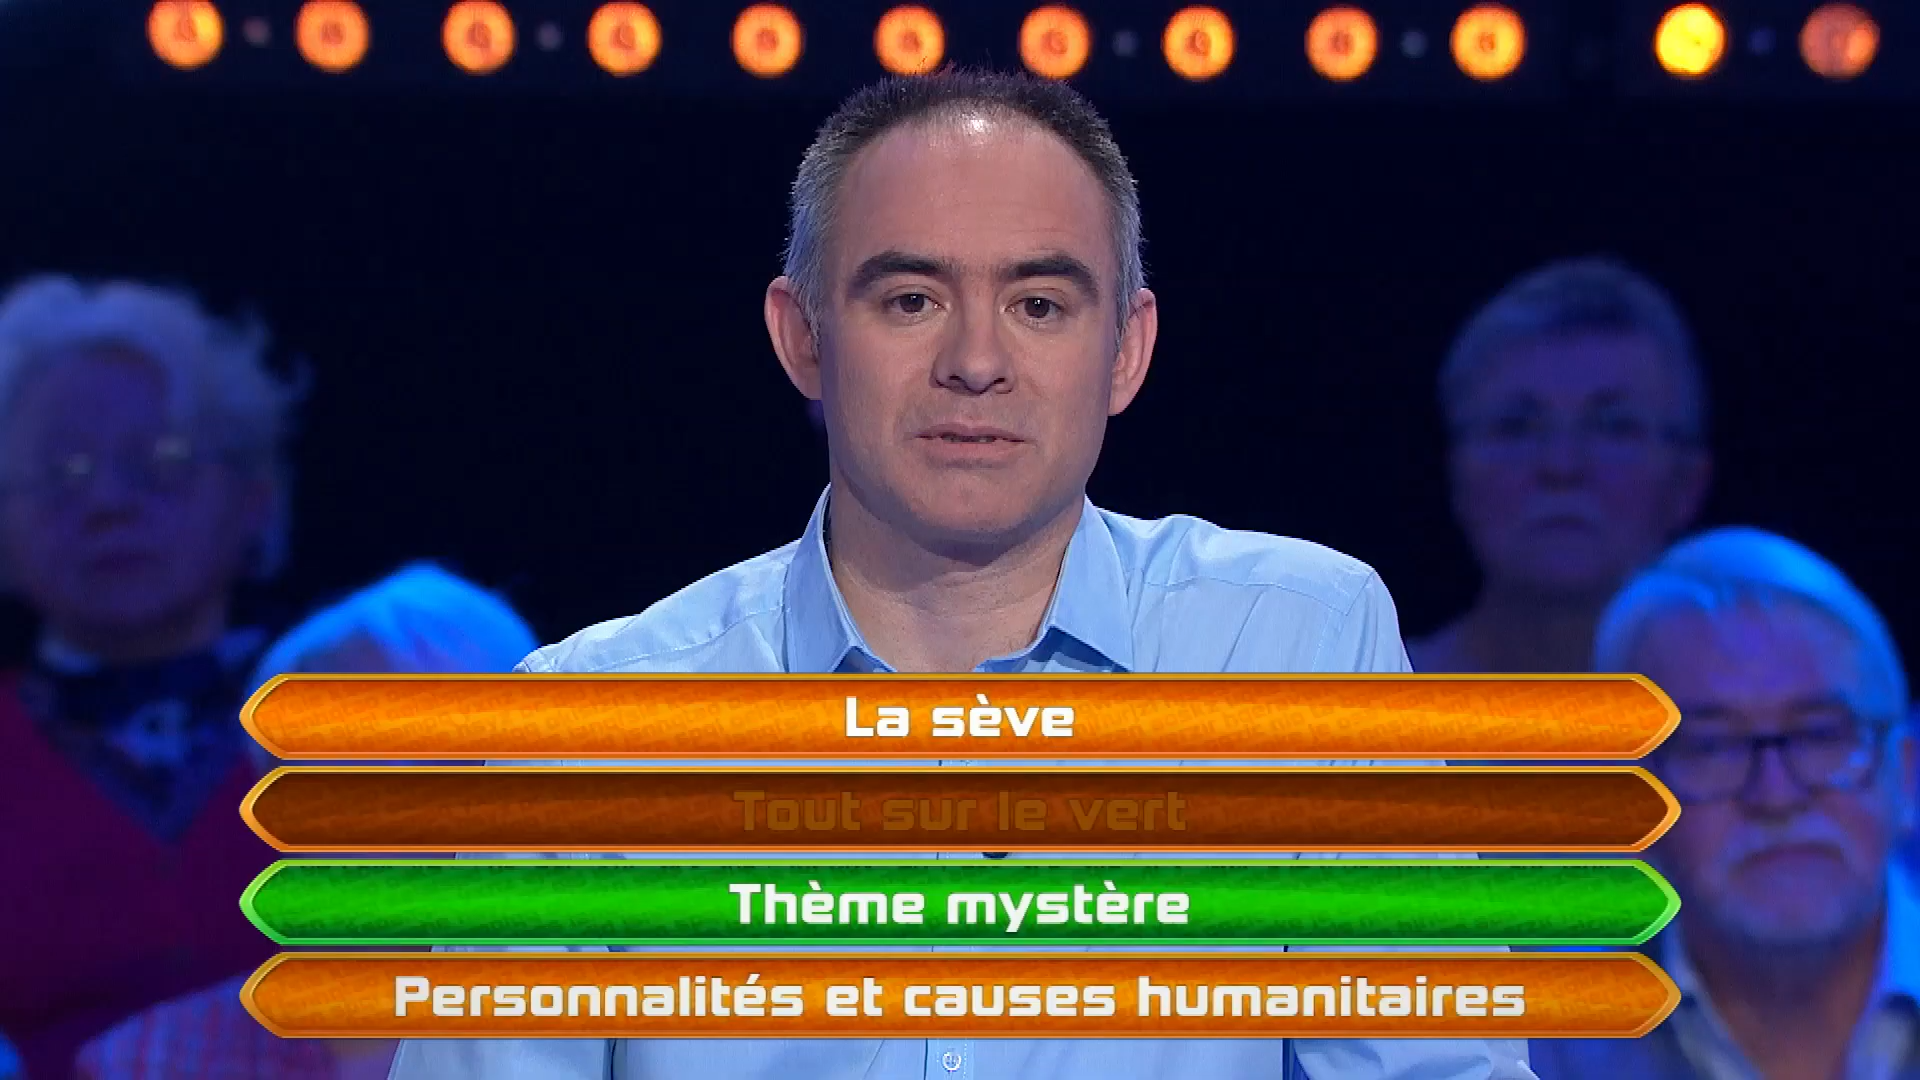 La sève
Tout sur le vert
Thème mystère
Personnalités et causes humanitaires